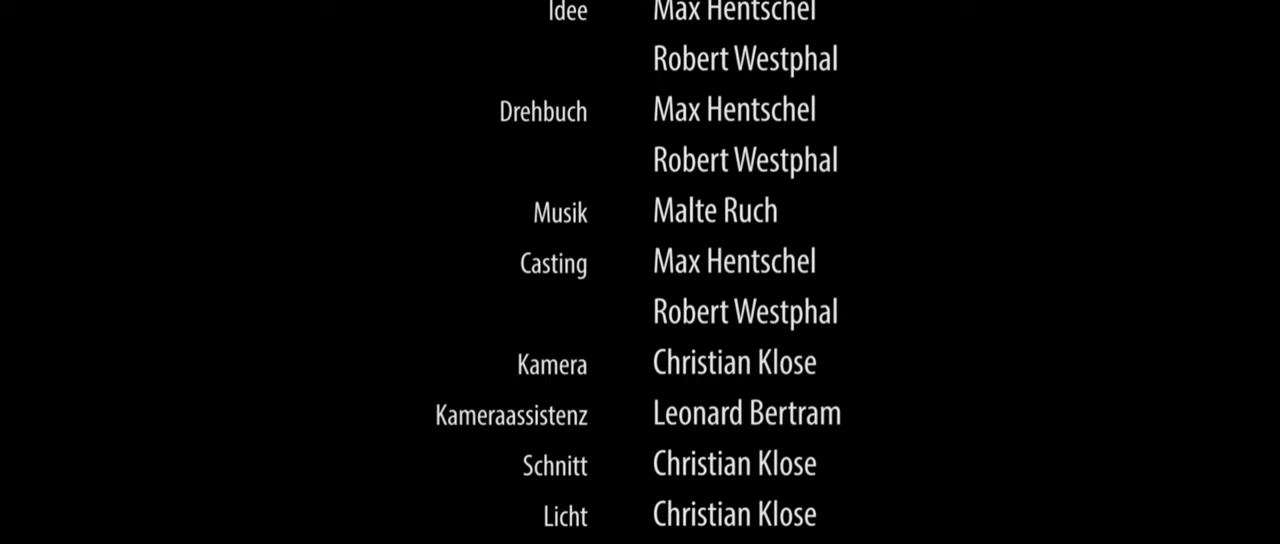 Idee Max Hentschel
Robert Westphal
Drehbuch Max Hentschel
Robert Westphal
Musik Malte Ruch
Casting Max Hentschel
Robert Westphal
Kamera Christian Klose
Kameraassistenz Leonard Bertram
Schnitt Christian Klose
Licht Christian Klose